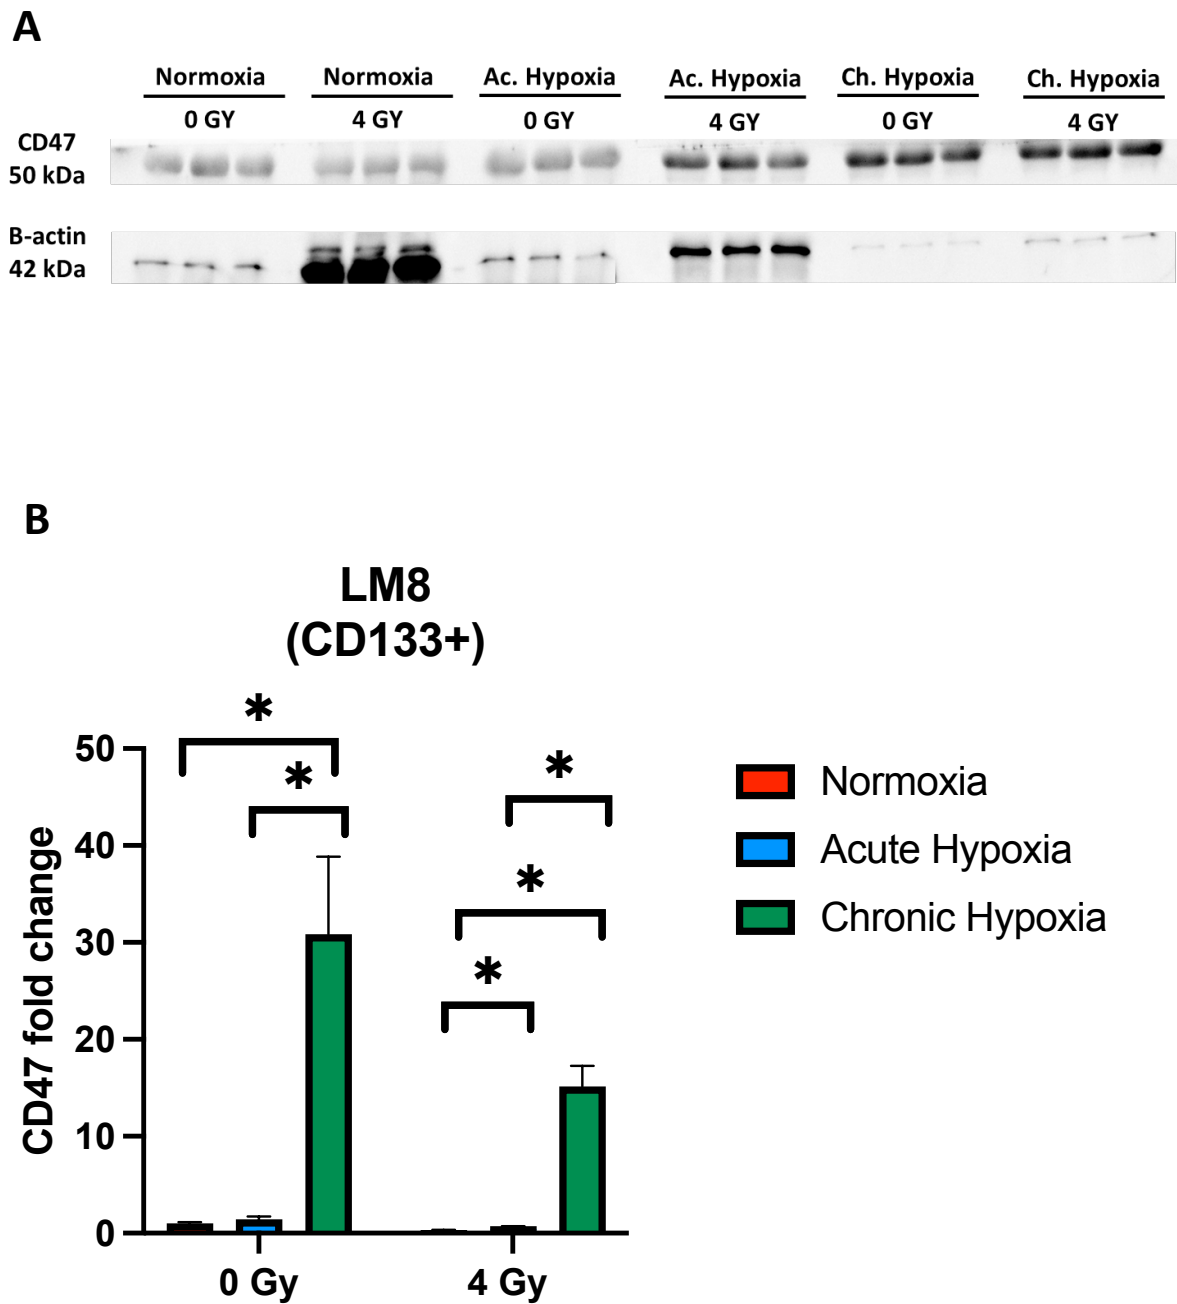 A
Normoxia Normoxia Ac. Hypoxia Ac. Hypoxia Ch. Hypoxia Ch. Hypoxia
0 GY 4 GY 0 GY 4 GY 0 GY 4 GY
CD47
50 kDa
B-actin
42 kDa
B
LM8
(CD133+)
*
*
*
*
*
50
40
30
20
10
0
CD47 fold change
0 Gy 4 Gy
Normoxia
Acute Hypoxia
Chronic Hypoxia